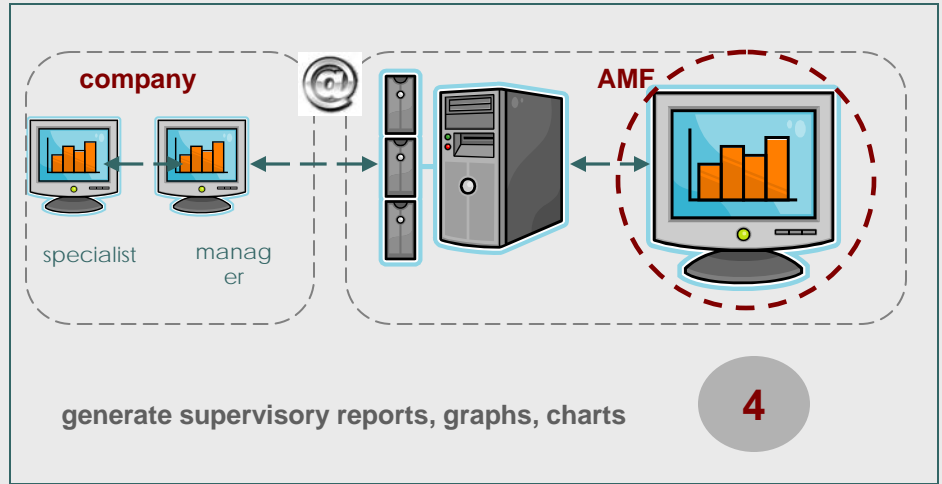 company
@
AMF
specialist
manag
er
generate supervisory reports, graphs, charts
4